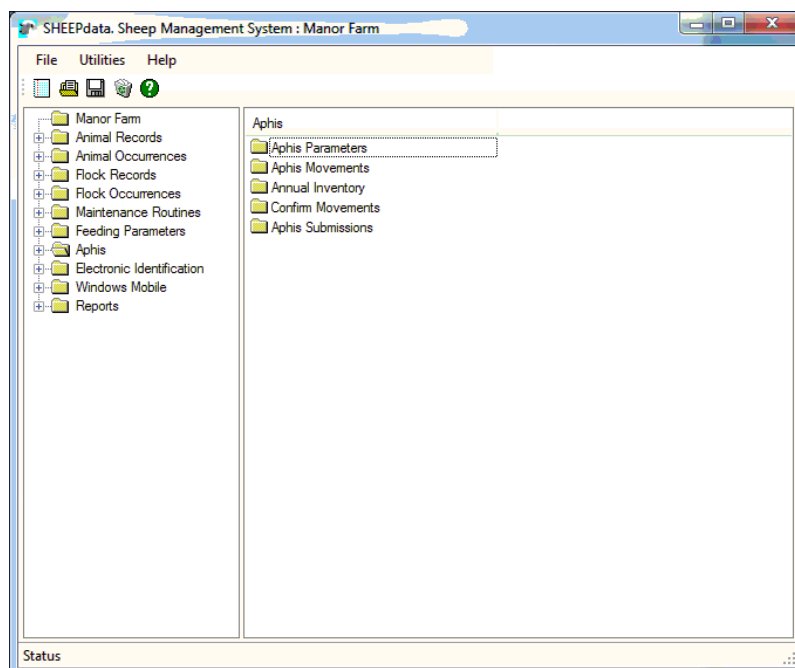 SHEEPdata. Sheep Management System : Manor Farm
File Utilities Help
Manor Farm
Animal Records
Animal Occurrences
Flock Records
Flock Occurrences
Maintenance Routines
Feeding Parameters
Aphis
Electronic Identification
Windows Mobile
Reports
Aphis
Aphis Parameters
Aphis Movements
Annual Inventory
Confirm Movements
Aphis Submissions
Status